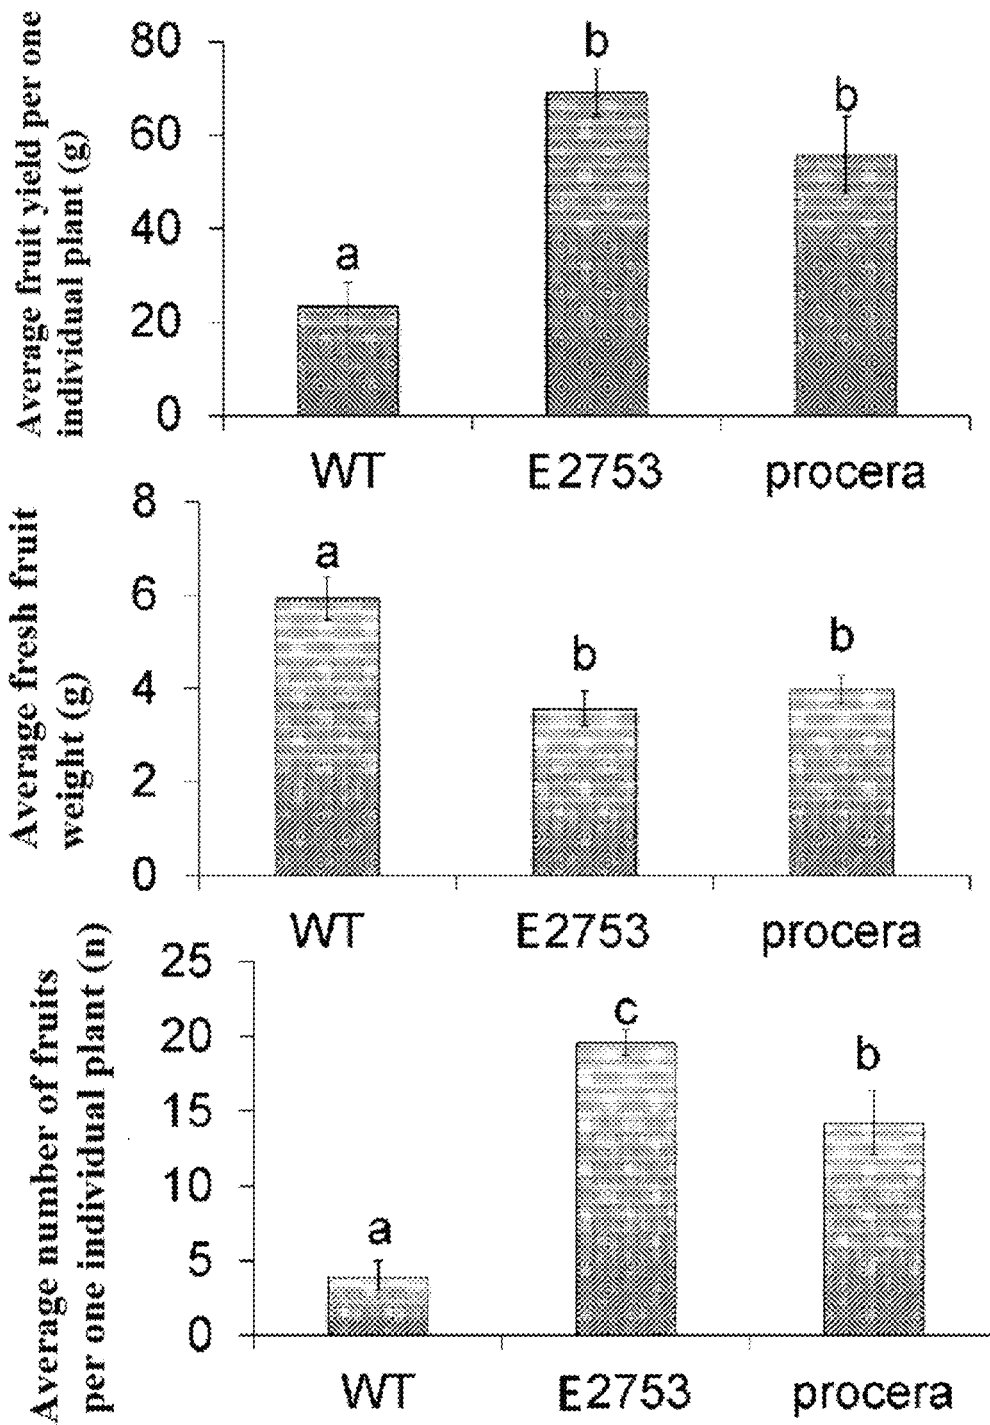 Average fruit yield per one
individual plant (g)
80
60
40
20
0
a
b
b
WT E2753 procera
Average fresh fruit
weight (g)
8
6
4
2
0
a
b
b
WT E2753 procera
Average number of fruits
per one individual plant (n)
25
20
15
10
5
0
a
c
b
WT E2753 procera